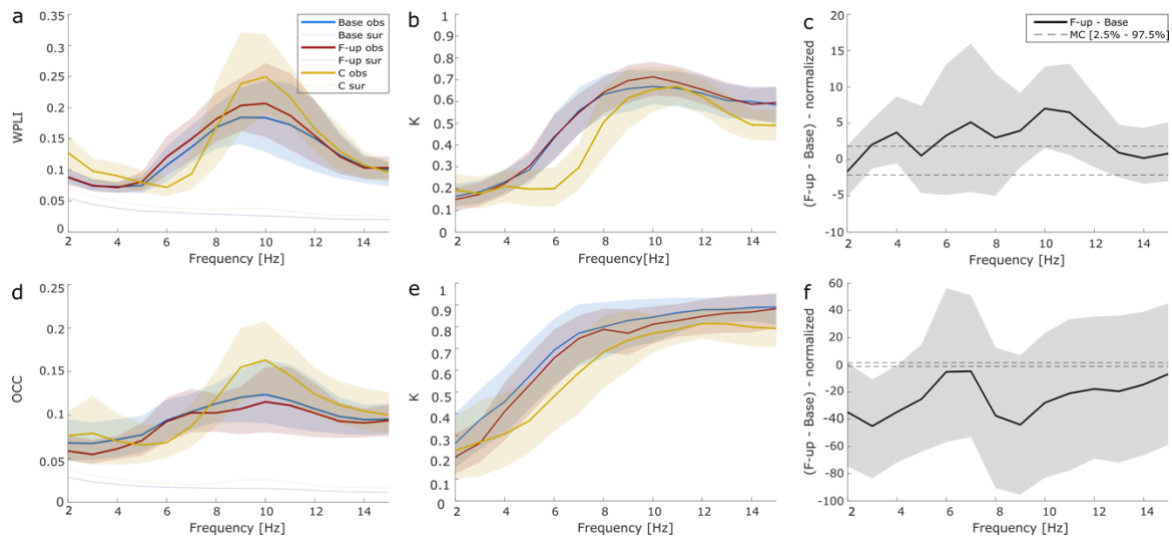 a
0.35
0.3
0.25
0.2
0.15
0.1
0.05
0
WPLI
2 4 6 8 10 12 14
Frequency [Hz]
Base obs
Base sur
F-up obs
F-up sur
C obs
C sur
b
1
0.9
0.8
0.7
0.6
0.5
0.4
0.3
0.2
0.1
0
K
2 4 6 8 10 12 14
Frequency[Hz]
c
20
15
10
5
0
-5
-10
(F-up - Base) - normalized
2 4 6 8 10 12 14
Frequency [Hz]
F-up - Base
MC [2.5% - 97.5%]
d
0.25
0.2
0.15
0.1
0.05
0
OCC
2 4 6 8 10 12 14
Frequency [Hz]
e
1
0.9
0.8
0.7
0.6
0.5
0.4
0.3
0.2
0.1
0
K
2 4 6 8 10 12 14
Frequency [Hz]
f
60
40
20
0
-20
-40
-60
-80
-100
(F-up - Base) - normalized
2 4 6 8 10 12 14
Frequency [Hz]